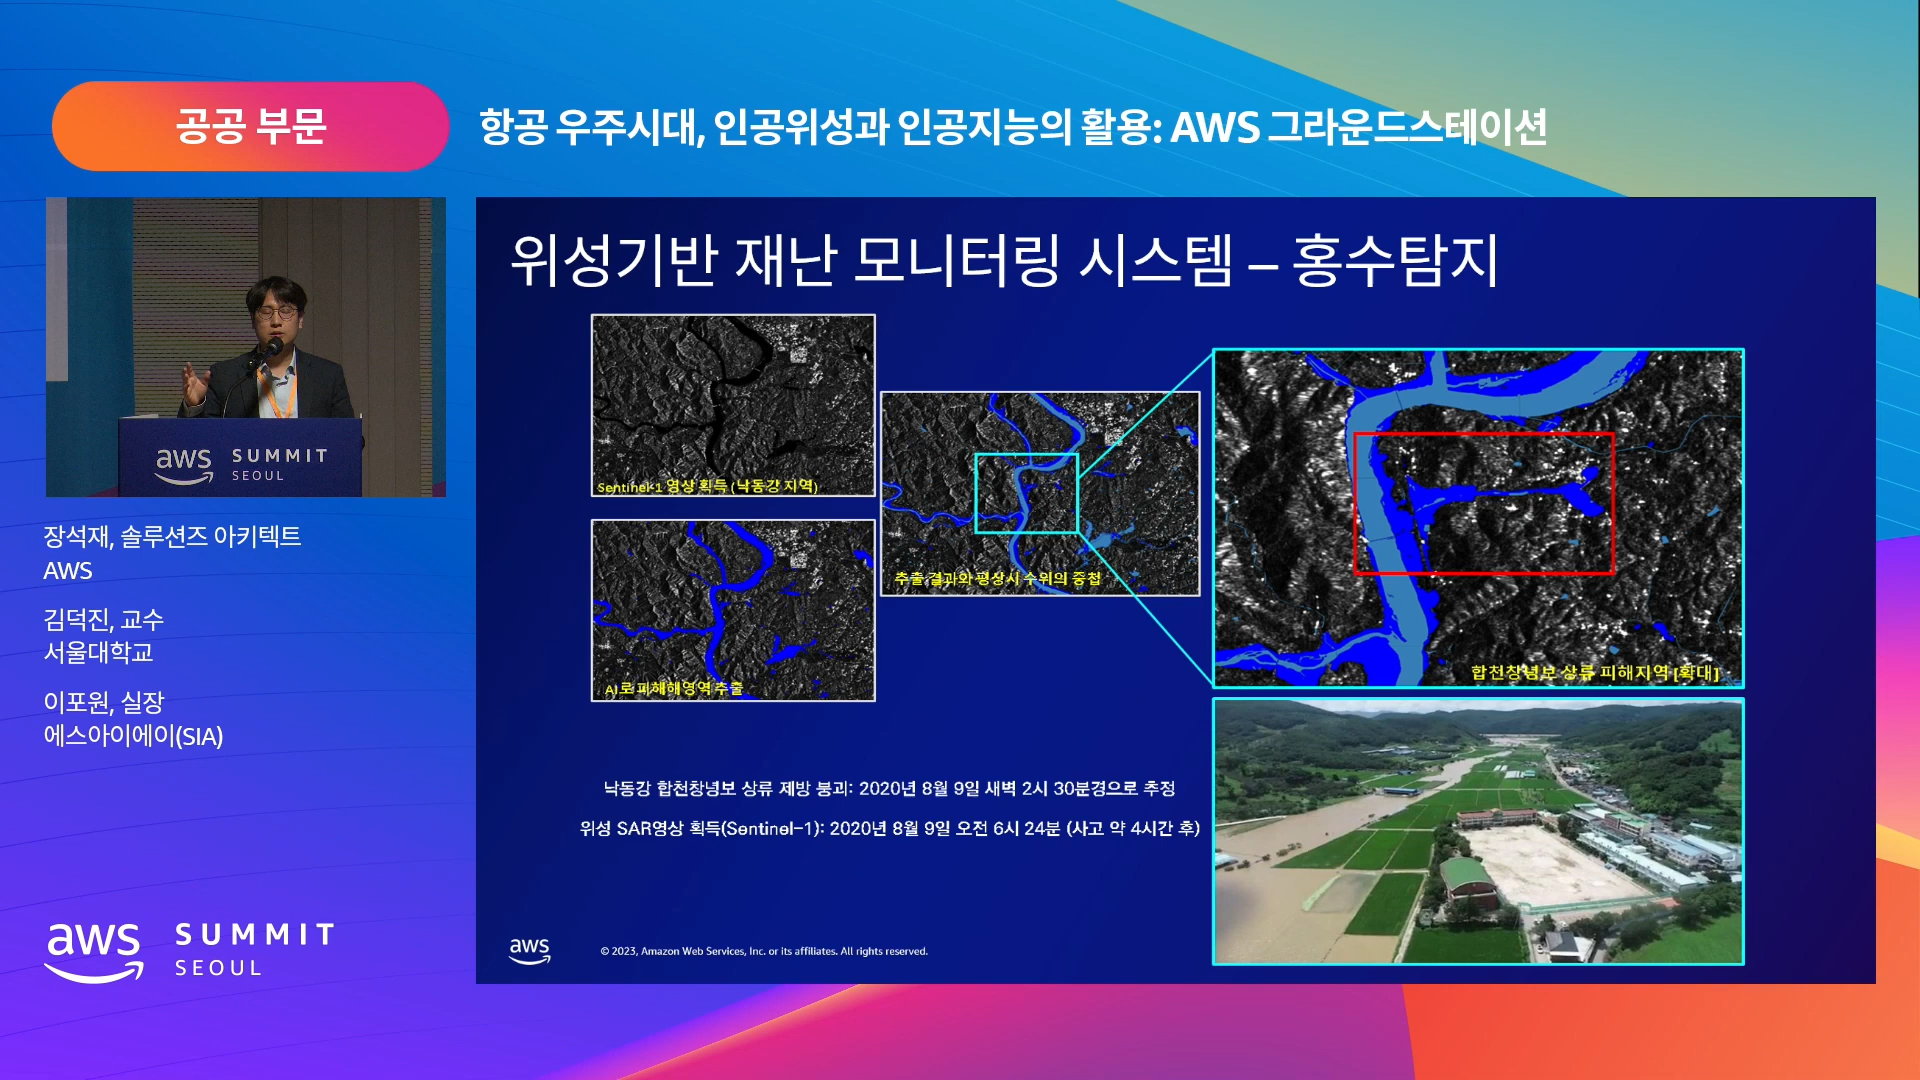 공공 부문
항공 우주시대, 인공위성과 인공지능의 활용: AWS 그라운드스테이션
aws SUMMIT
SEOUL
장석재, 솔루션즈 아키텍트
AWS
김덕진, 교수
서울대학교
이포원, 실장
에스아이에이(SIA)
aws SUMMIT
SEOUL
위성기반 재난 모니터링 시스템 – 홍수탐지
Sentinel-1 영상 획득 (낙동강 지역)
AI로 피해해영역 추출
추출 결과와 평상시 수위의 중첩
합천창녕보 상류 피해지역 [확대]
낙동강 합천창녕보 상류 제방 붕괴: 2020년 8월 9일 새벽 2시 30분경으로 추정
위성 SAR영상 획득(Sentinel-1): 2020년 8월 9일 오전 6시 24분 (사고 약 4시간 후)
aws
© 2023, Amazon Web Services, Inc. or its affiliates. All rights reserved.